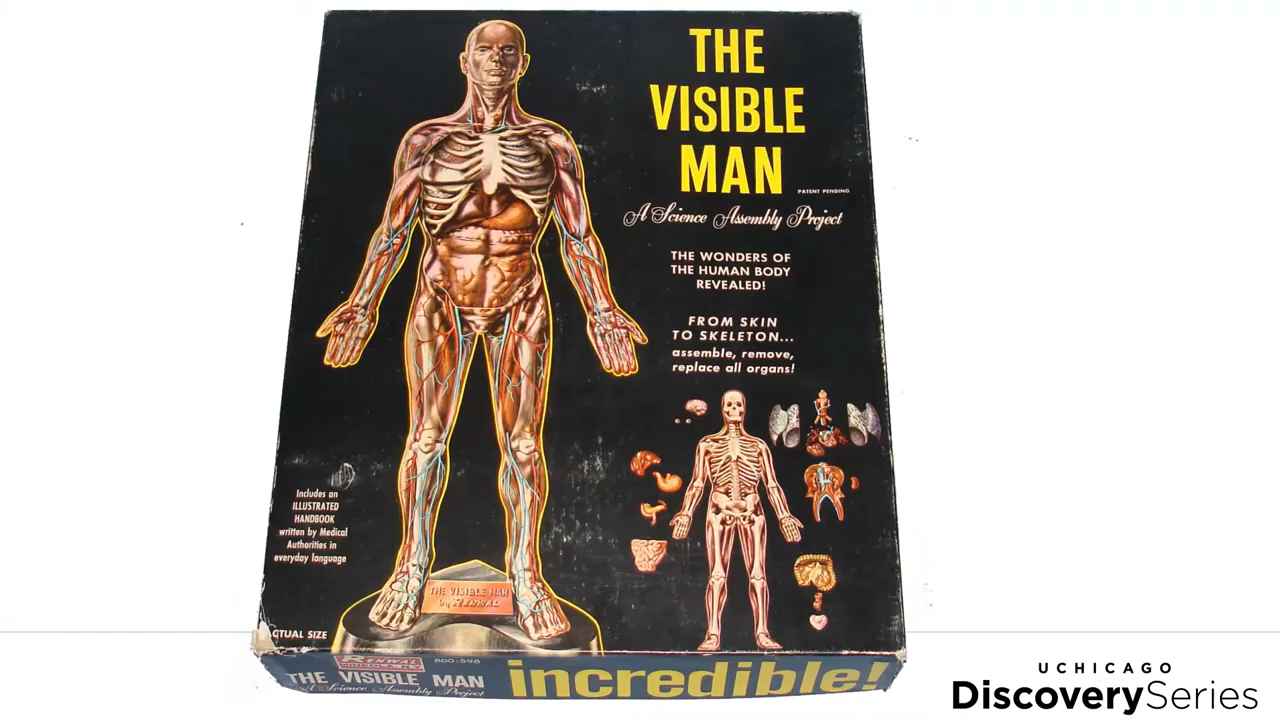 THE
VISIBLE
MAN
PATENT PENDING
A Science Assembly Project
THE WONDERS OF
THE HUMAN BODY
REVEALED!
FROM SKIN
TO SKELETON...
assemble, remove,
replace all organs!
Includes an
ILLUSTRATED
HANDBOOK
written by Medical
Authorities in
everyday language
THE VISIBLE MAN
by RENWAL
CTUAL SIZE
RENWAL
MINEOLA, N.Y.
800:598
THE VISIBLE MAN
A Science Assembly Project
incredible!
UCHICAGO
DiscoverySeries